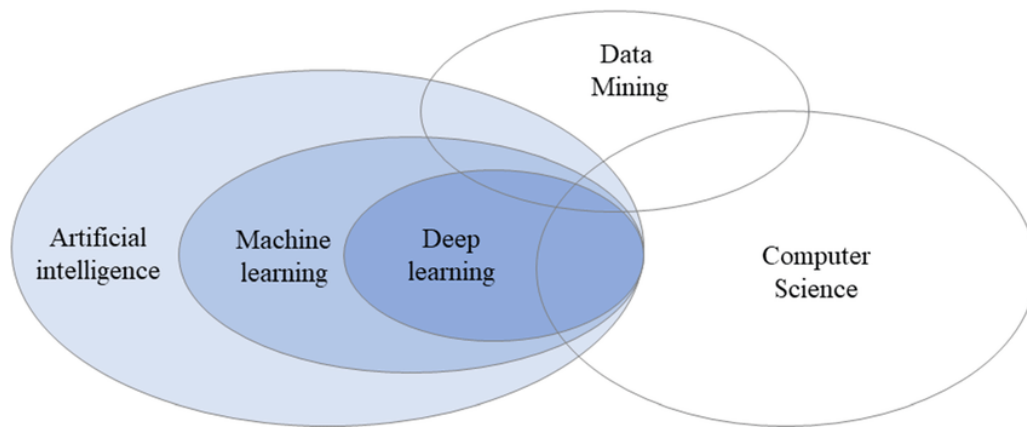 Data
Mining
Artificial
intelligence
Machine
learning
Deep
learning
Computer
Science